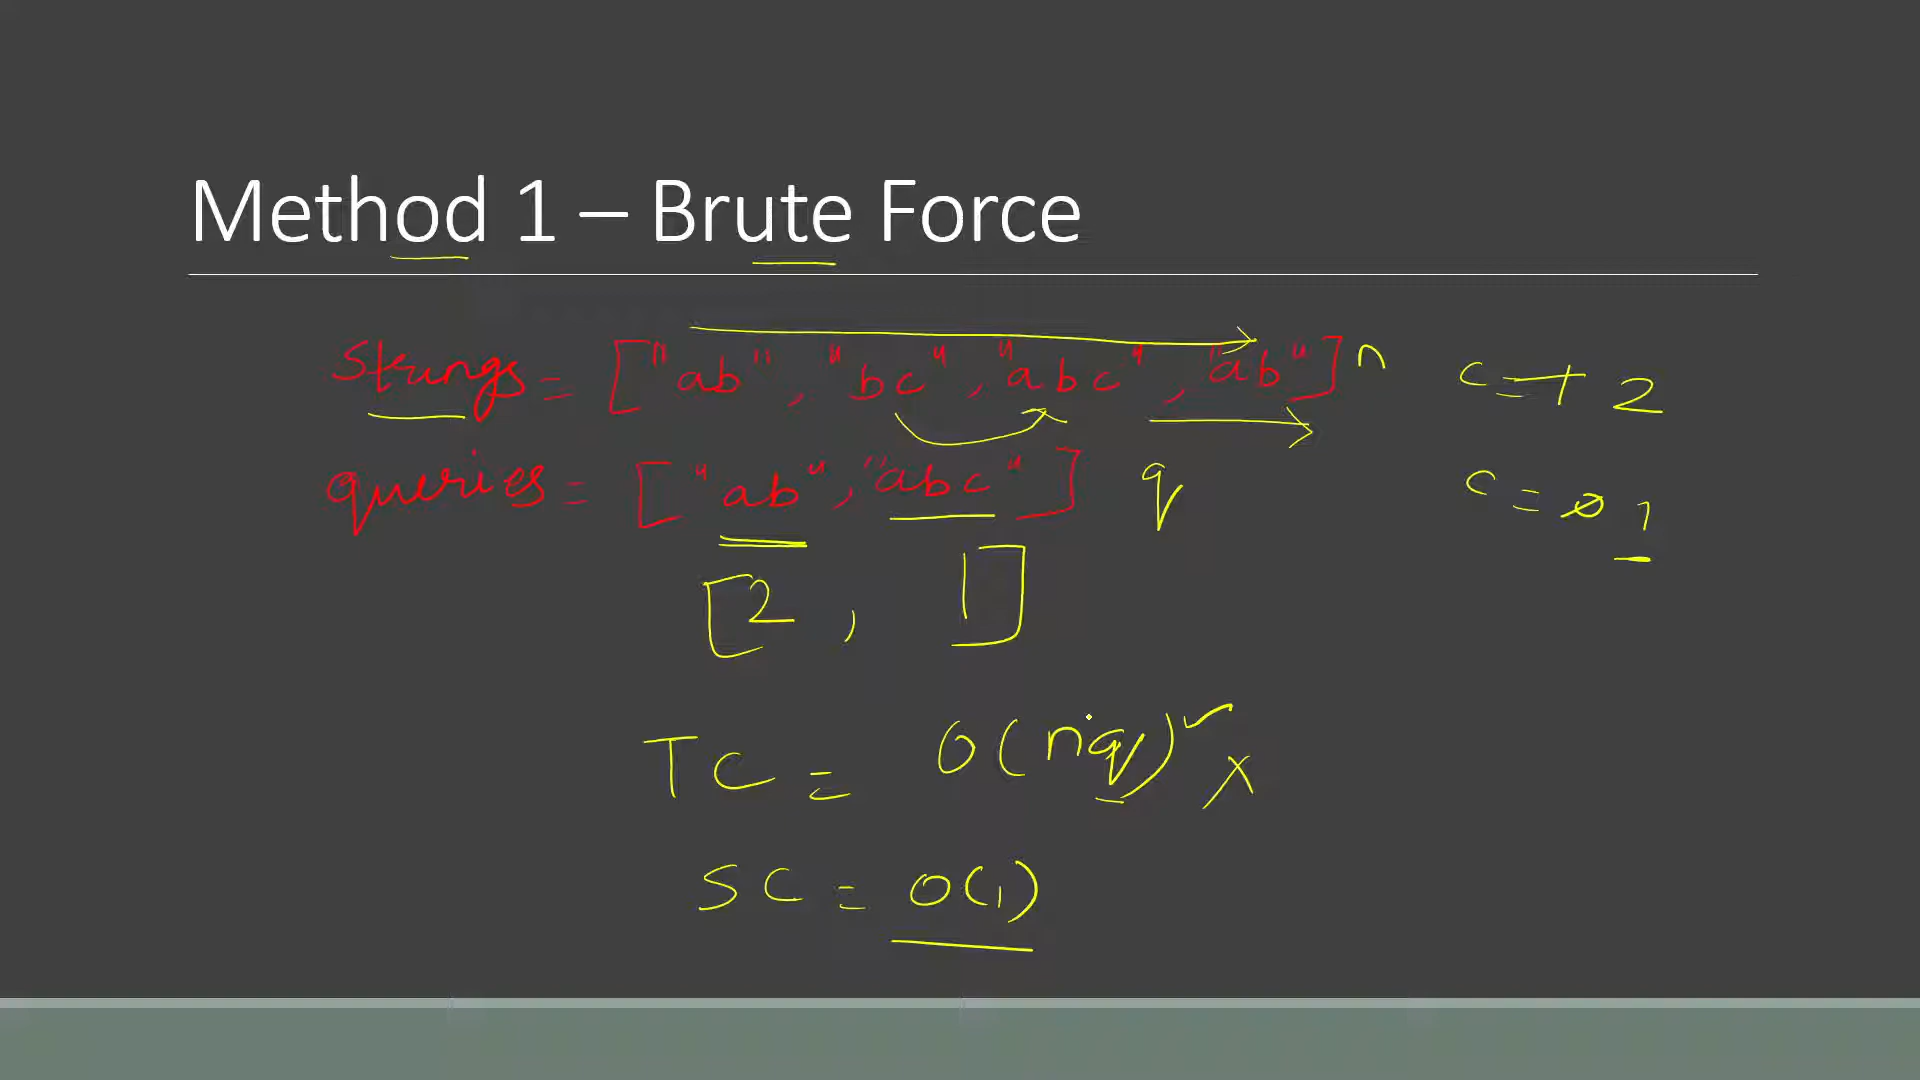 Method 1 – Brute Force
Strings = ["ab", "bc", "abc", "ab"] n c = 1 2
queries = ["ab", "abc"] q c = 0 1
[2, 1]
TC = O(n·q) ✓ X
SC = O(1)